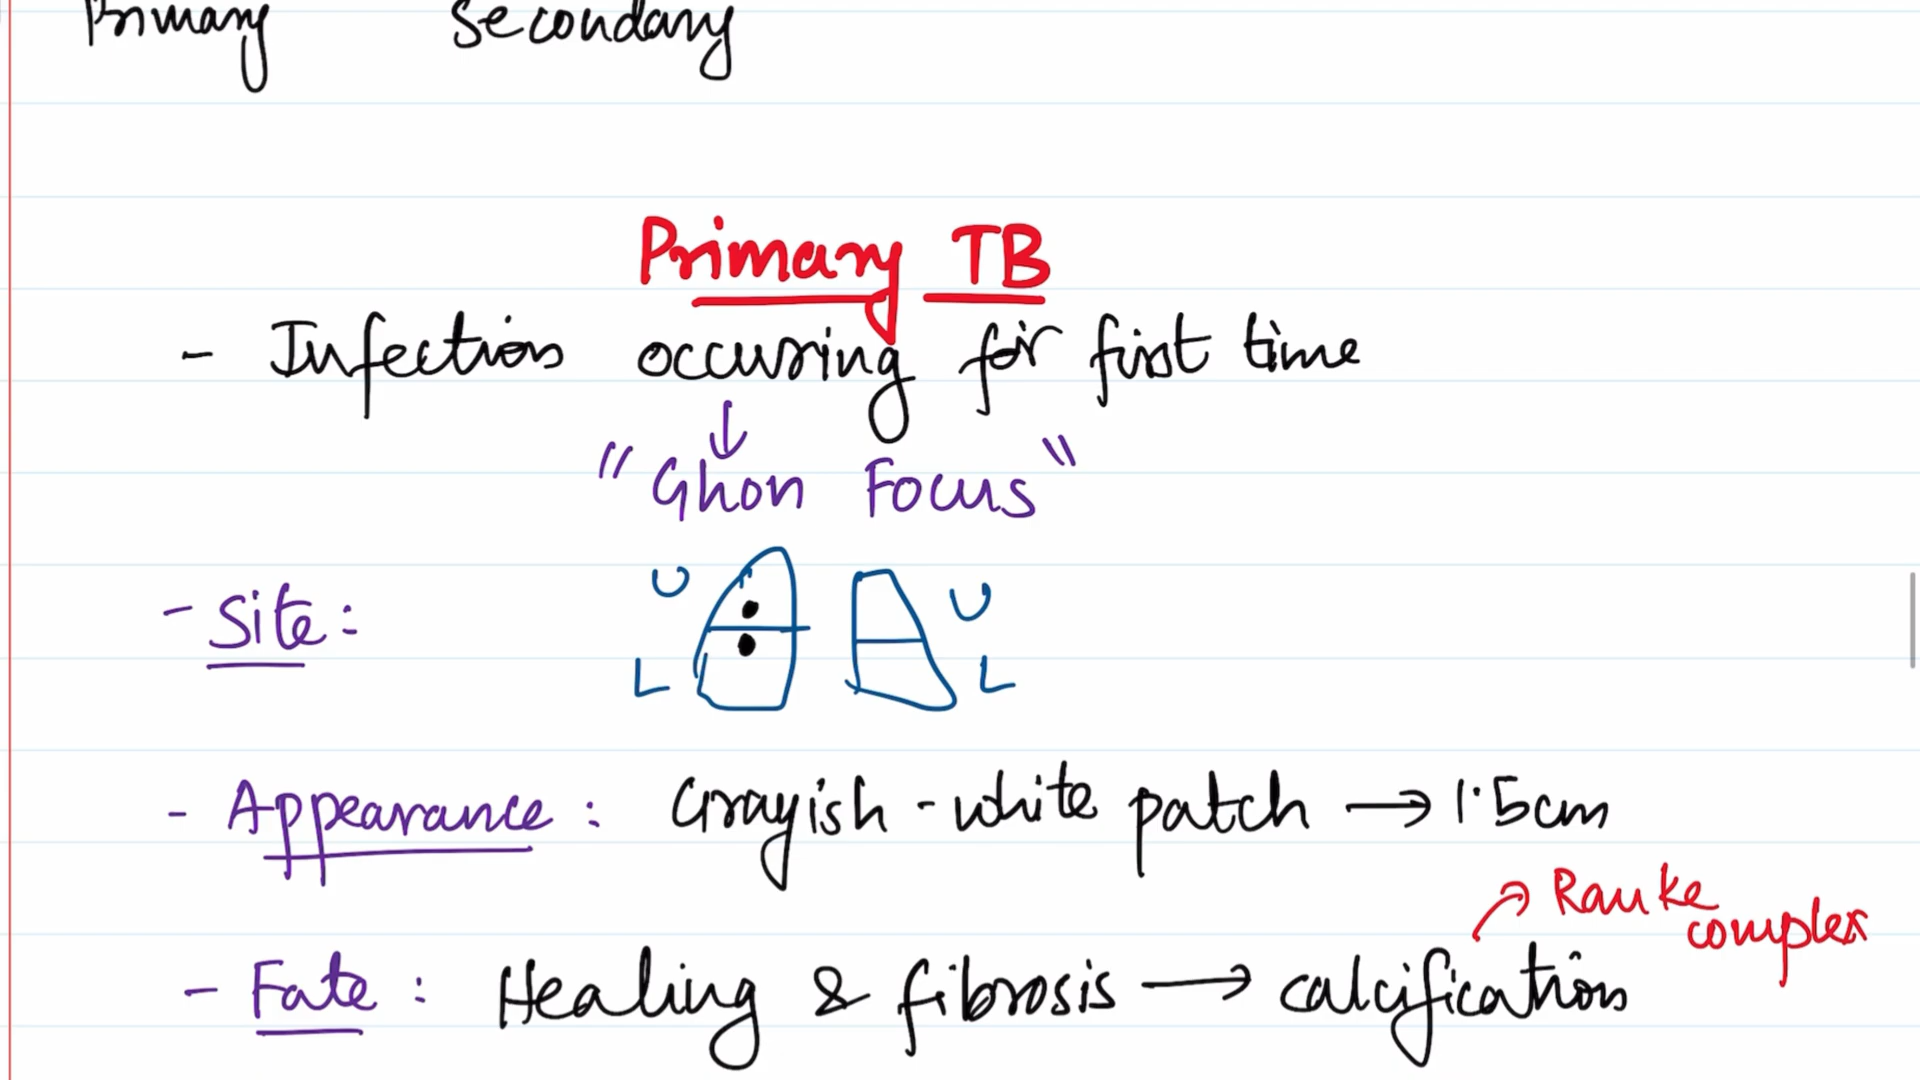 Primary Secondary
Primary TB
- Infection occuring for first time
↓
"Ghon Focus"
- Site :
U U
L L
- Appearance : Grayish - white patch → 1.5cm
Ranke
complex
- Fate : Healing & fibrosis → calcification